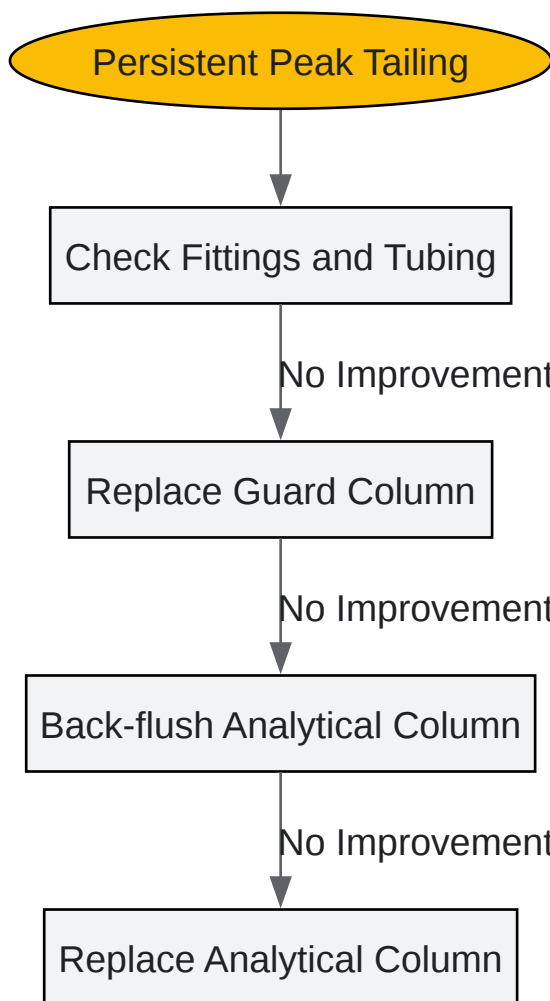 Persistent Peak Tailing
Check Fittings and Tubing
No Improvement
Replace Guard Column
No Improvement
Back-flush Analytical Column
No Improvement
Replace Analytical Column